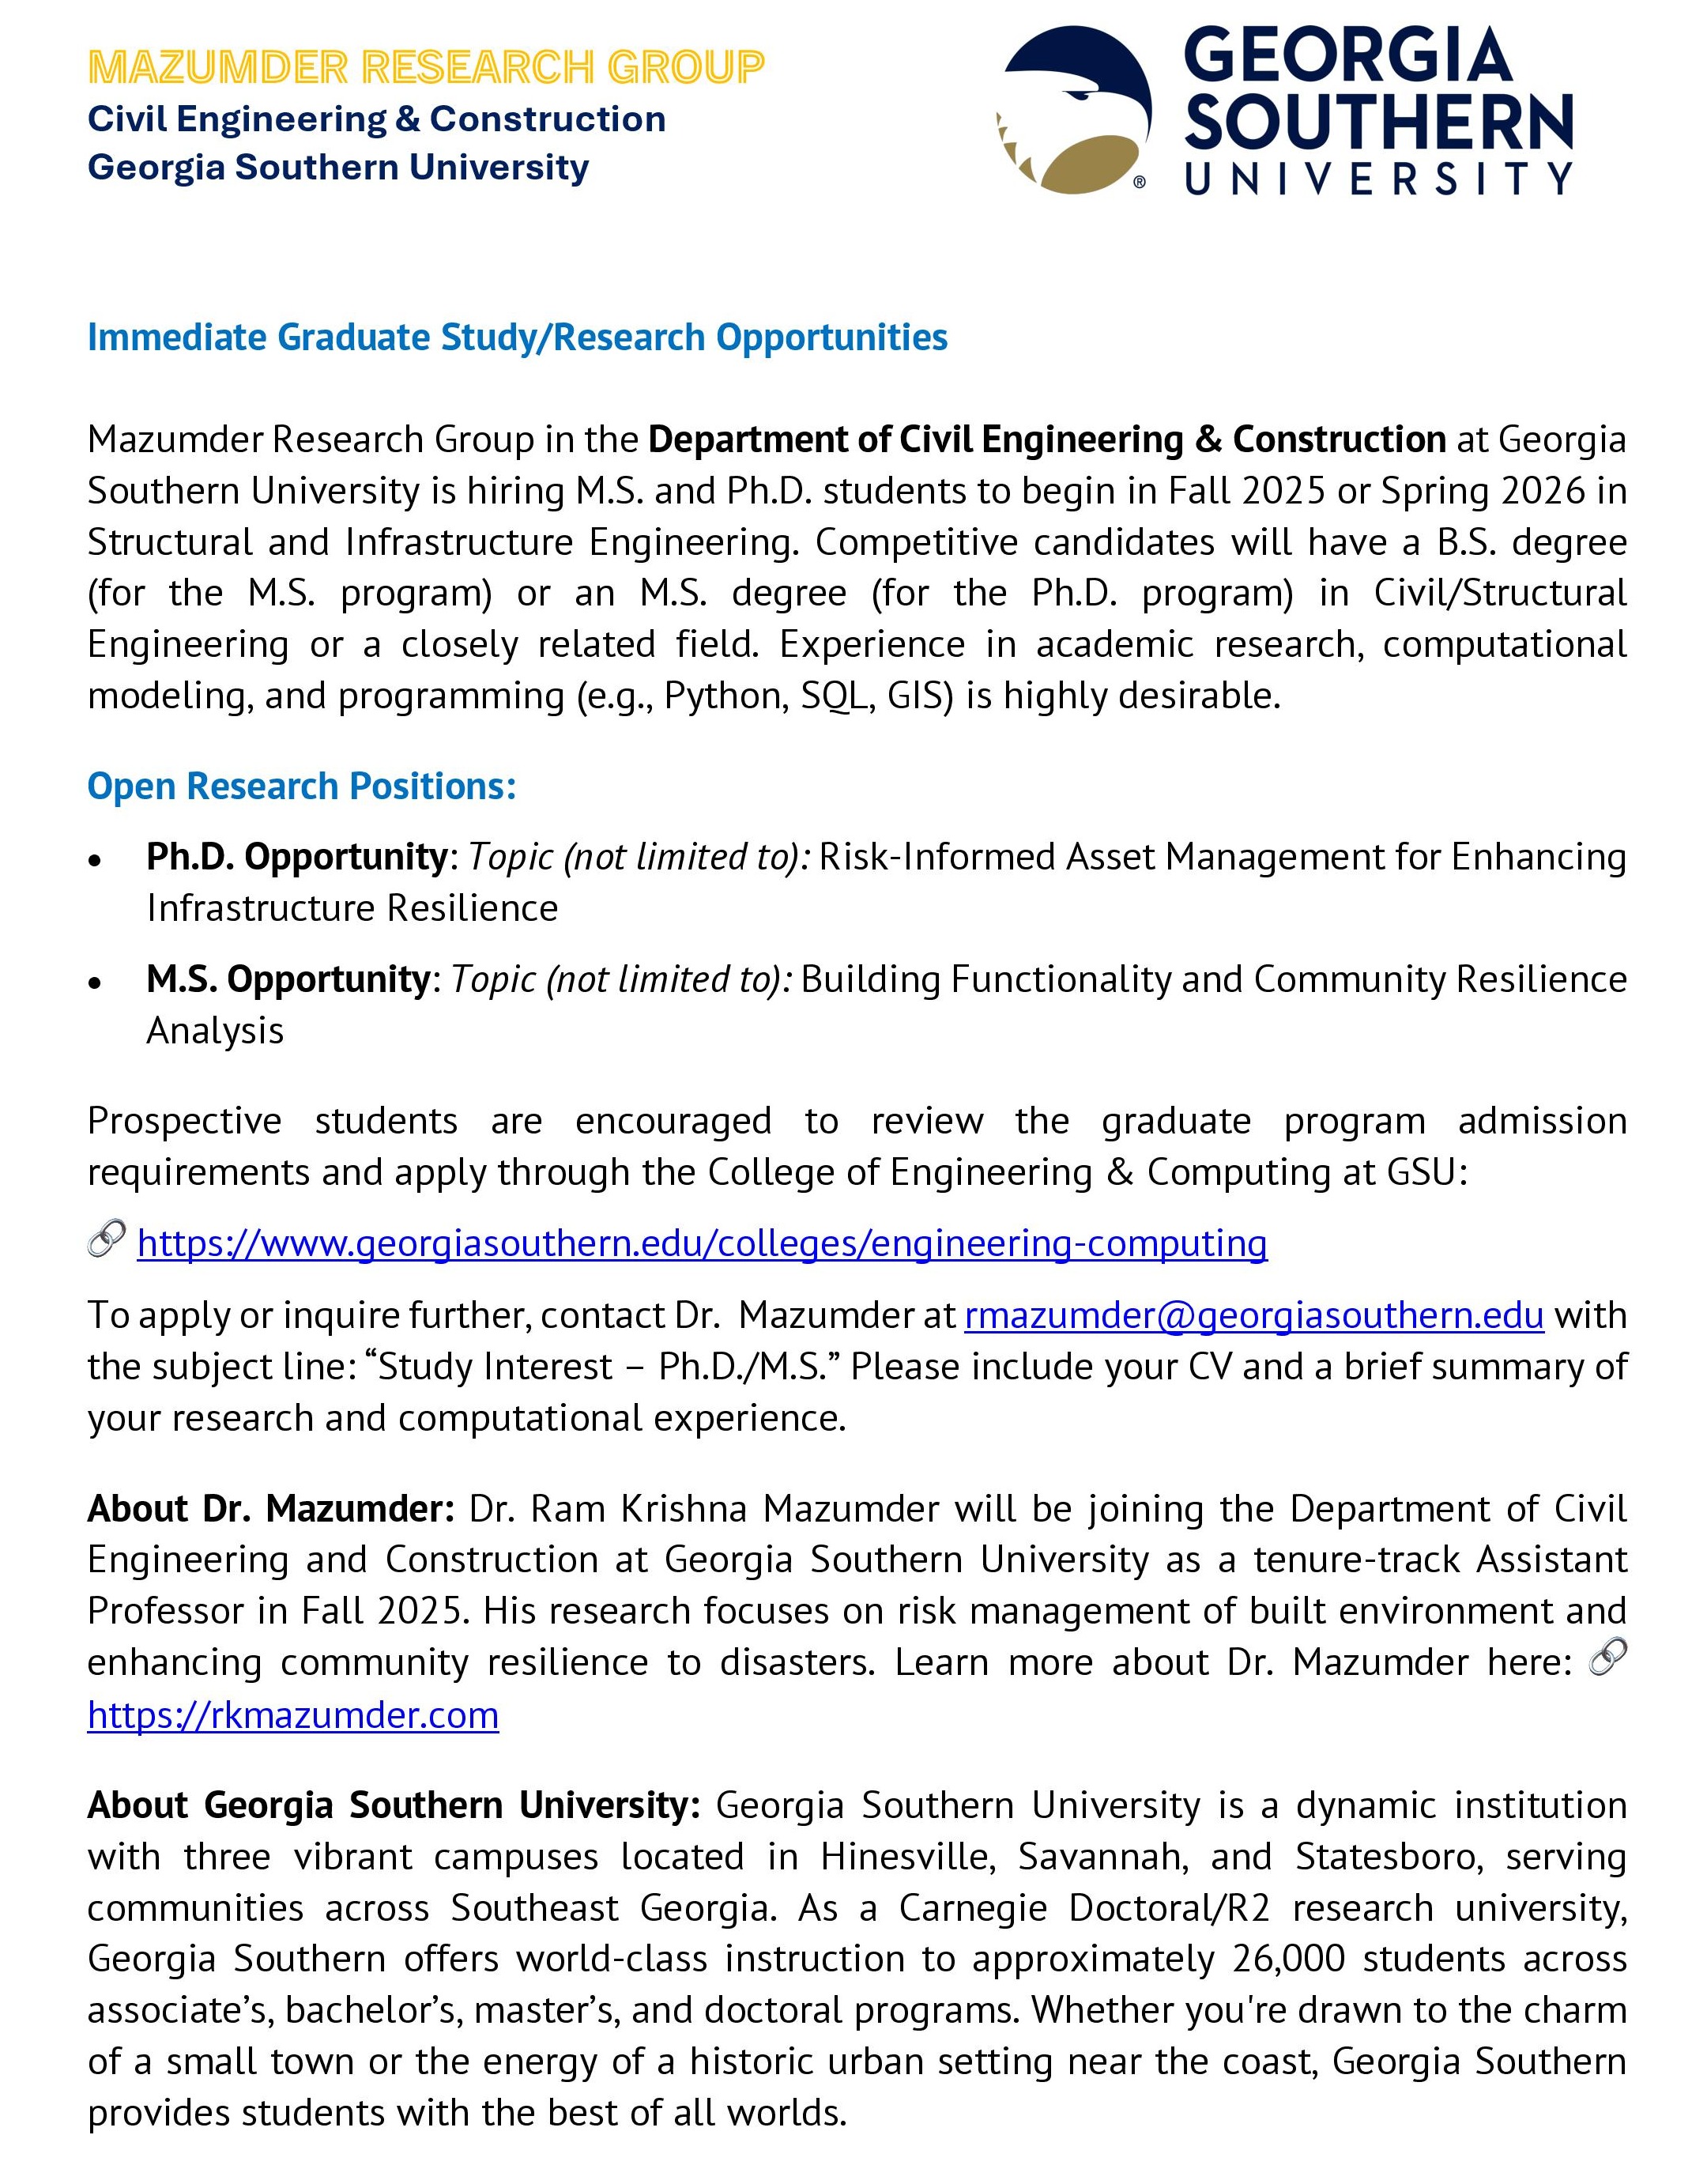 MAZUMDER RESEARCH GROUP
Civil Engineering & Construction
Georgia Southern University
GEORGIA
SOUTHERN
UNIVERSITY
®
Immediate Graduate Study/Research Opportunities
Mazumder Research Group in the Department of Civil Engineering & Construction at Georgia
Southern University is hiring M.S. and Ph.D. students to begin in Fall 2025 or Spring 2026 in
Structural and Infrastructure Engineering. Competitive candidates will have a B.S. degree
(for the M.S. program) or an M.S. degree (for the Ph.D. program) in Civil/Structural
Engineering or a closely related field. Experience in academic research, computational
modeling, and programming (e.g., Python, SQL, GIS) is highly desirable.
Open Research Positions:
• Ph.D. Opportunity: Topic (not limited to): Risk-Informed Asset Management for Enhancing
Infrastructure Resilience
• M.S. Opportunity: Topic (not limited to): Building Functionality and Community Resilience
Analysis
Prospective students are encouraged to review the graduate program admission
requirements and apply through the College of Engineering & Computing at GSU:
🔗 https://www.georgiasouthern.edu/colleges/engineering-computing
To apply or inquire further, contact Dr. Mazumder at rmazumder@georgiasouthern.edu with
the subject line: “Study Interest – Ph.D./M.S.” Please include your CV and a brief summary of
your research and computational experience.
About Dr. Mazumder: Dr. Ram Krishna Mazumder will be joining the Department of Civil
Engineering and Construction at Georgia Southern University as a tenure-track Assistant
Professor in Fall 2025. His research focuses on risk management of built environment and
enhancing community resilience to disasters. Learn more about Dr. Mazumder here: 🔗
https://rkmazumder.com
About Georgia Southern University: Georgia Southern University is a dynamic institution
with three vibrant campuses located in Hinesville, Savannah, and Statesboro, serving
communities across Southeast Georgia. As a Carnegie Doctoral/R2 research university,
Georgia Southern offers world-class instruction to approximately 26,000 students across
associate’s, bachelor’s, master’s, and doctoral programs. Whether you're drawn to the charm
of a small town or the energy of a historic urban setting near the coast, Georgia Southern
provides students with the best of all worlds.